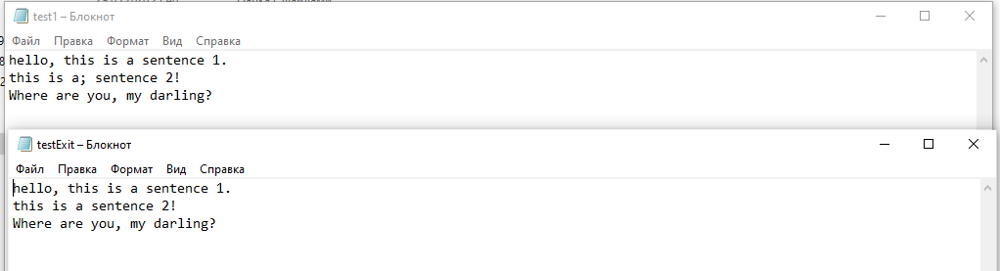 test1 – Блокнот
Файл Правка Формат Вид Справка
hello, this is a sentence 1.
this is a; sentence 2!
Where are you, my darling?
testExit – Блокнот
Файл Правка Формат Вид Справка
hello, this is a sentence 1.
this is a sentence 2!
Where are you, my darling?